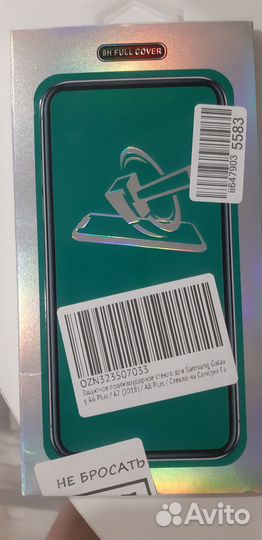 9H FULL COVER
ii647903 5583
OZN323507033
Защитное противоударное стекло для Samsung Galax
y A6 Plus / A7 (2018) / A8 Plus / Стекло на Самсунг Га
НЕ БРОСАТЬ
Avito